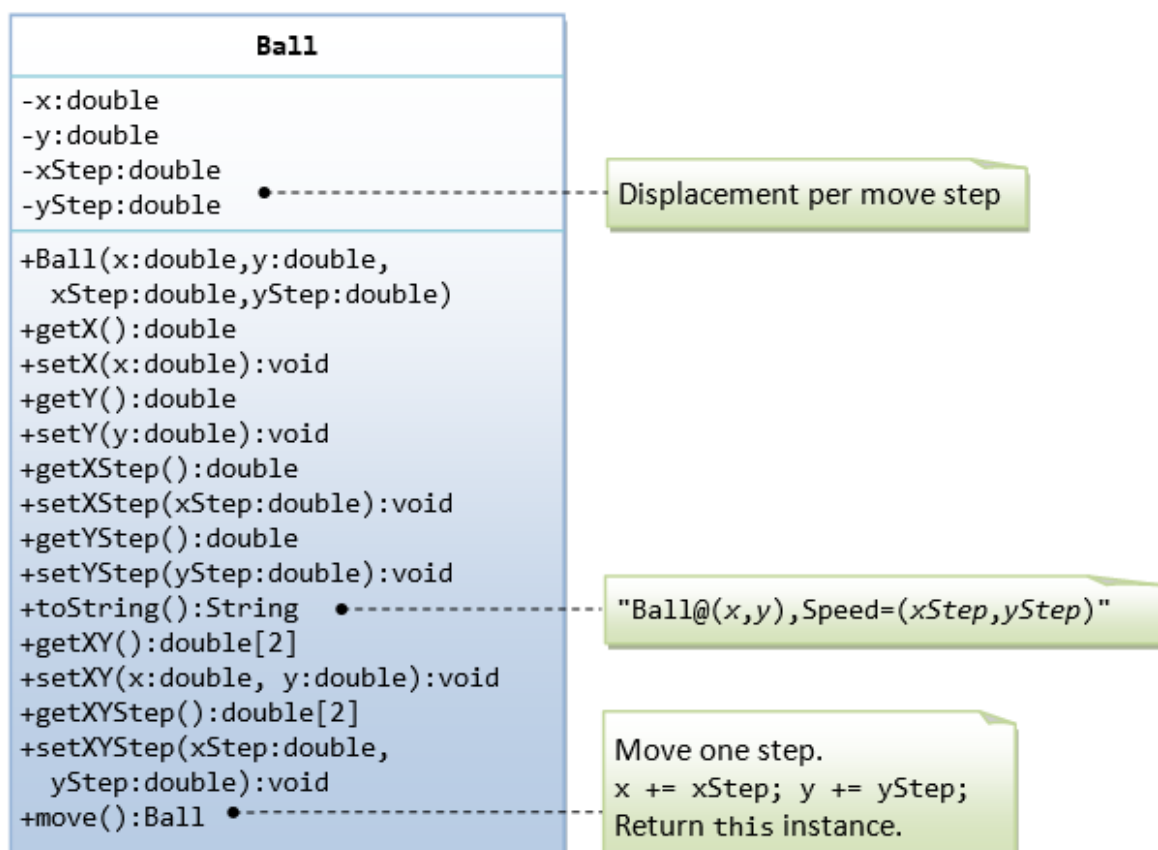 Ball
-x:double
-y:double
-xStep:double
-yStep:double
Displacement per move step
+Ball(x:double,y:double,
xStep:double,yStep:double)
+getX():double
+setX(x:double):void
+getY():double
+setY(y:double):void
+getXStep():double
+setXStep(xStep:double):void
+getYStep():double
+setYStep(yStep:double):void
+toString():String
"Ball@(x,y),Speed=(xStep,yStep)"
+getXY():double[2]
+setXY(x:double, y:double):void
+getXYStep():double[2]
+setXYStep(xStep:double,
yStep:double):void
+move():Ball
Move one step.
x += xStep; y += yStep;
Return this instance.